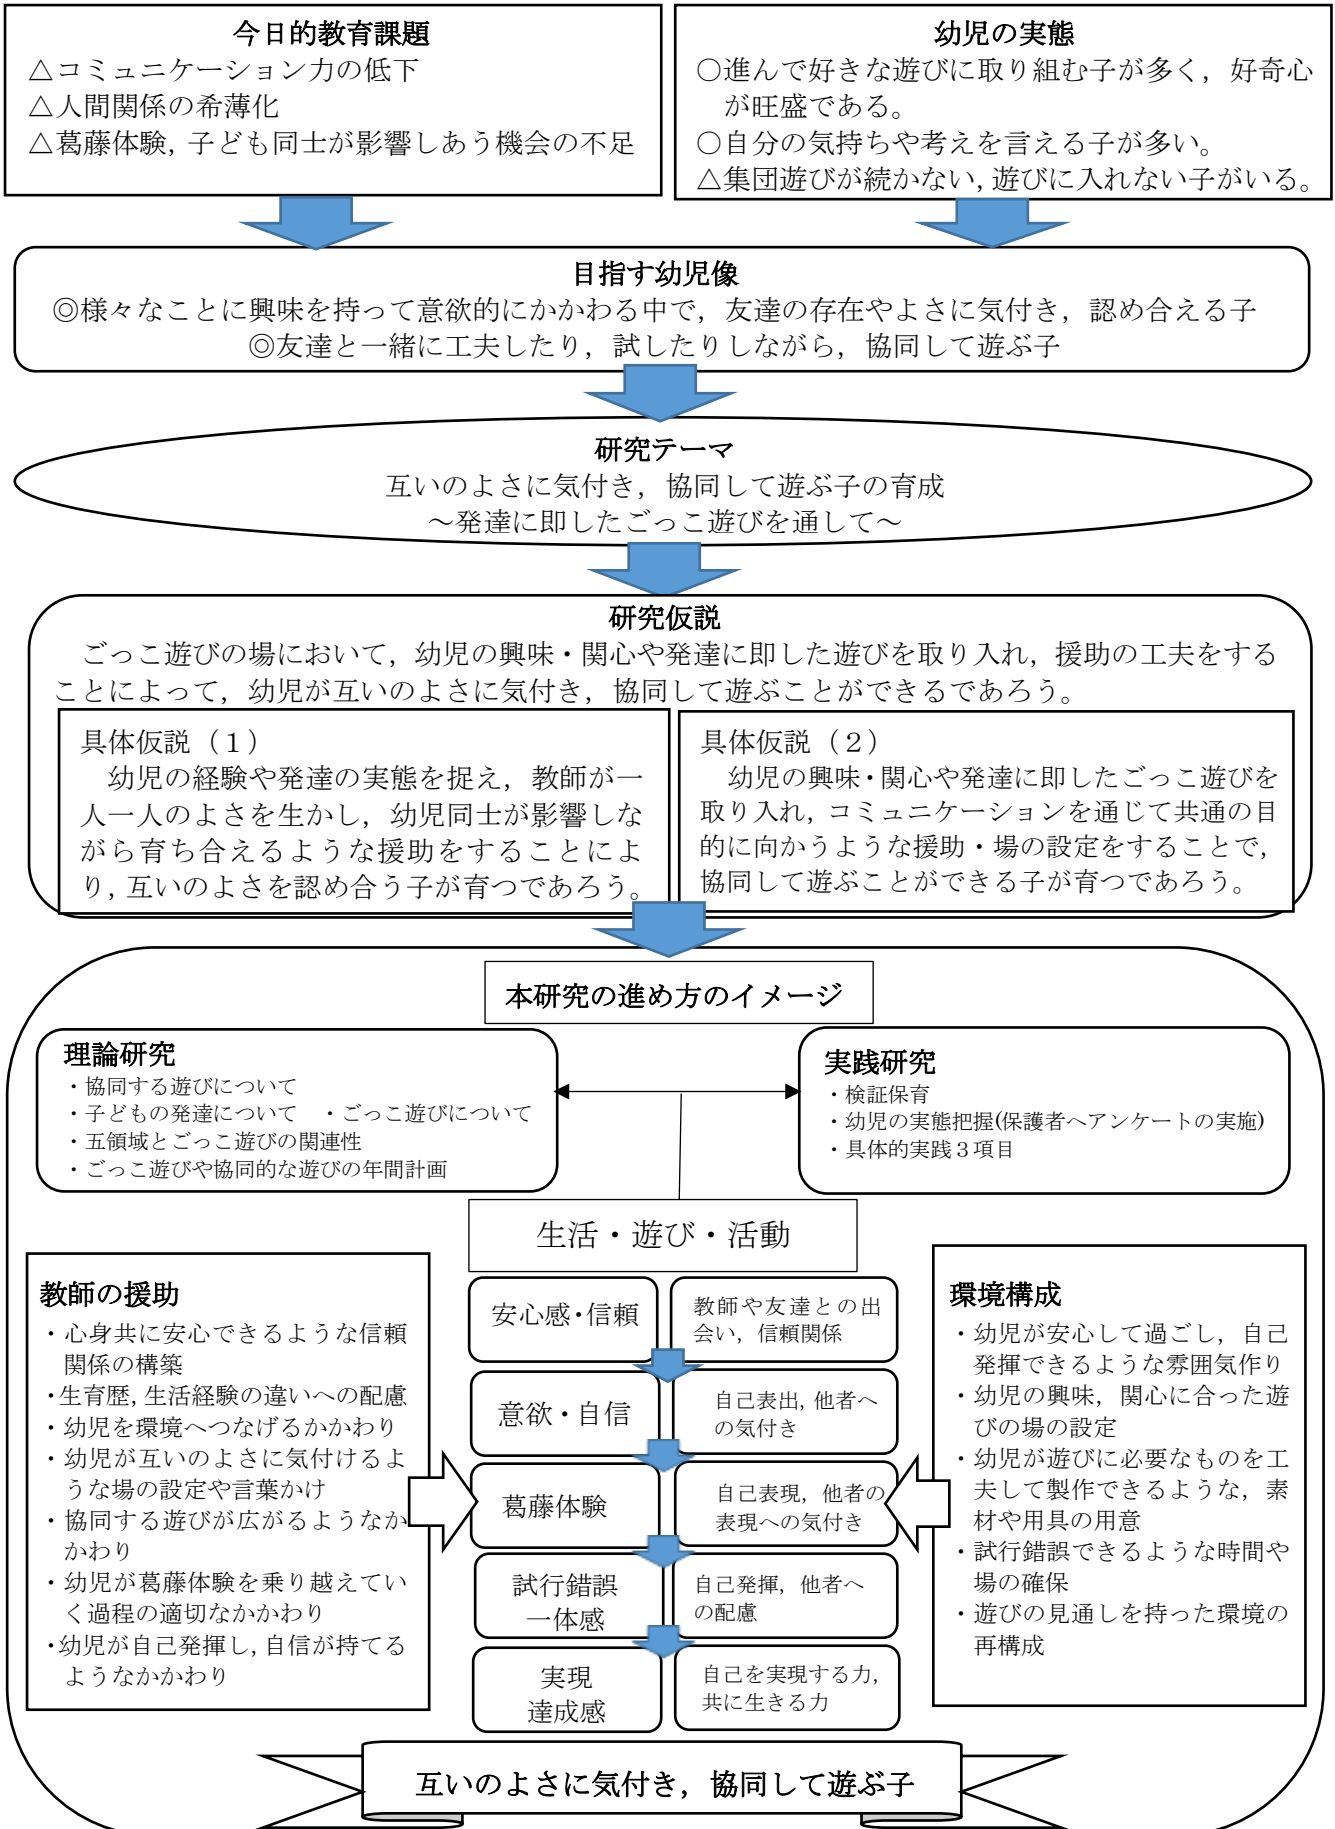 今日的教育課題
△コミュニケーション力の低下
△人間関係の希薄化
△葛藤体験，子ども同士が影響しあう機会の不足
幼児の実態
○進んで好きな遊びに取り組む子が多く，好奇心
が旺盛である。
○自分の気持ちや考えを言える子が多い。
△集団遊びが続かない，遊びに入れない子がいる。
目指す幼児像
◎様々なことに興味を持って意欲的にかかわる中で，友達の存在やよさに気付き，認め合える子
◎友達と一緒に工夫したり，試したりしながら，協同して遊ぶ子
研究テーマ
互いのよさに気付き，協同して遊ぶ子の育成
～発達に即したごっこ遊びを通して～
研究仮説
ごっこ遊びの場において，幼児の興味・関心や発達に即した遊びを取り入れ，援助の工夫をする
ことによって，幼児が互いのよさに気付き，協同して遊ぶことができるであろう。
具体仮説（１）
幼児の経験や発達の実態を捉え，教師が一
人一人のよさを生かし，幼児同士が影響しな
がら育ち合えるような援助をすることによ
り，互いのよさを認め合う子が育つであろう。
具体仮説（２）
幼児の興味・関心や発達に即したごっこ遊びを
取り入れ，コミュニケーションを通じて共通の目
的に向かうような援助・場の設定をすることで，
協同して遊ぶことができる子が育つであろう。
本研究の進め方のイメージ
理論研究
・協同する遊びについて
・子どもの発達について　・ごっこ遊びについて
・五領域とごっこ遊びの関連性
・ごっこ遊びや協同的な遊びの年間計画
実践研究
・検証保育
・幼児の実態把握(保護者へアンケートの実施)
・具体的実践３項目
生活・遊び・活動
教師の援助
・心身共に安心できるような信頼
関係の構築
・生育歴，生活経験の違いへの配慮
・幼児を環境へつなげるかかわり
・幼児が互いのよさに気付けるよ
うな場の設定や言葉かけ
・協同する遊びが広がるようなか
かわり
・幼児が葛藤体験を乗り越えてい
く過程の適切なかかわり
・幼児が自己発揮し，自信が持てる
ようなかかわり
安心感・信頼
教師や友達との出
会い，信頼関係
意欲・自信
自己表出，他者へ
の気付き
葛藤体験
自己表現，他者の
表現への気付き
試行錯誤
一体感
自己発揮，他者へ
の配慮
実現
達成感
自己を実現する力，
共に生きる力
環境構成
・幼児が安心して過ごし，自己
発揮できるような雰囲気作り
・幼児の興味，関心に合った遊
びの場の設定
・幼児が遊びに必要なものを工
夫して製作できるような，素
材や用具の用意
・試行錯誤できるような時間や
場の確保
・遊びの見通しを持った環境の
再構成
互いのよさに気付き，協同して遊ぶ子